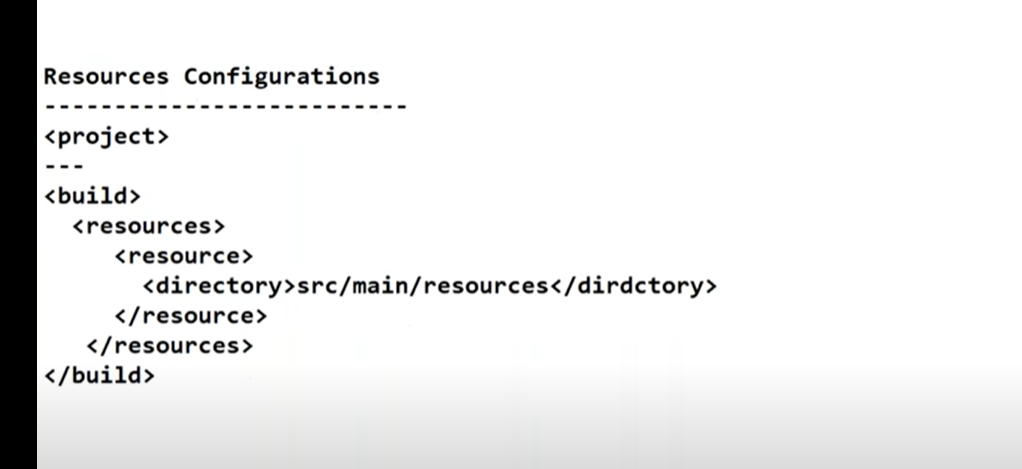 Resources Configurations
--------------------------
<project>
---
<build>
<resources>
<resource>
<directory>src/main/resources</dirdctory>
</resource>
</resources>
</build>